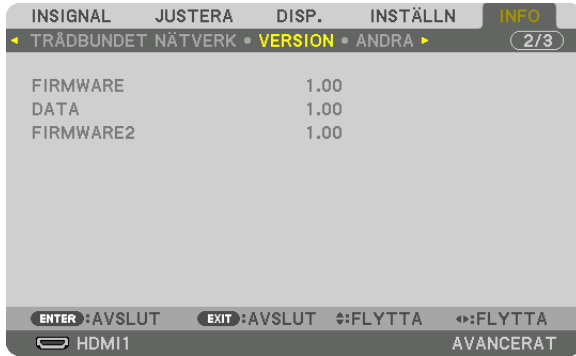 INSIGNAL JUSTERA DISP. INSTÄLLN INFO
TRÅDBUNDET NÄTVERK • VERSION • ANDRA 2/3
FIRMWARE 1.00
DATA 1.00
FIRMWARE2 1.00
ENTER :AVSLUT EXIT :AVSLUT :FLYTTA :FLYTTA
HDMI1 AVANCERAT